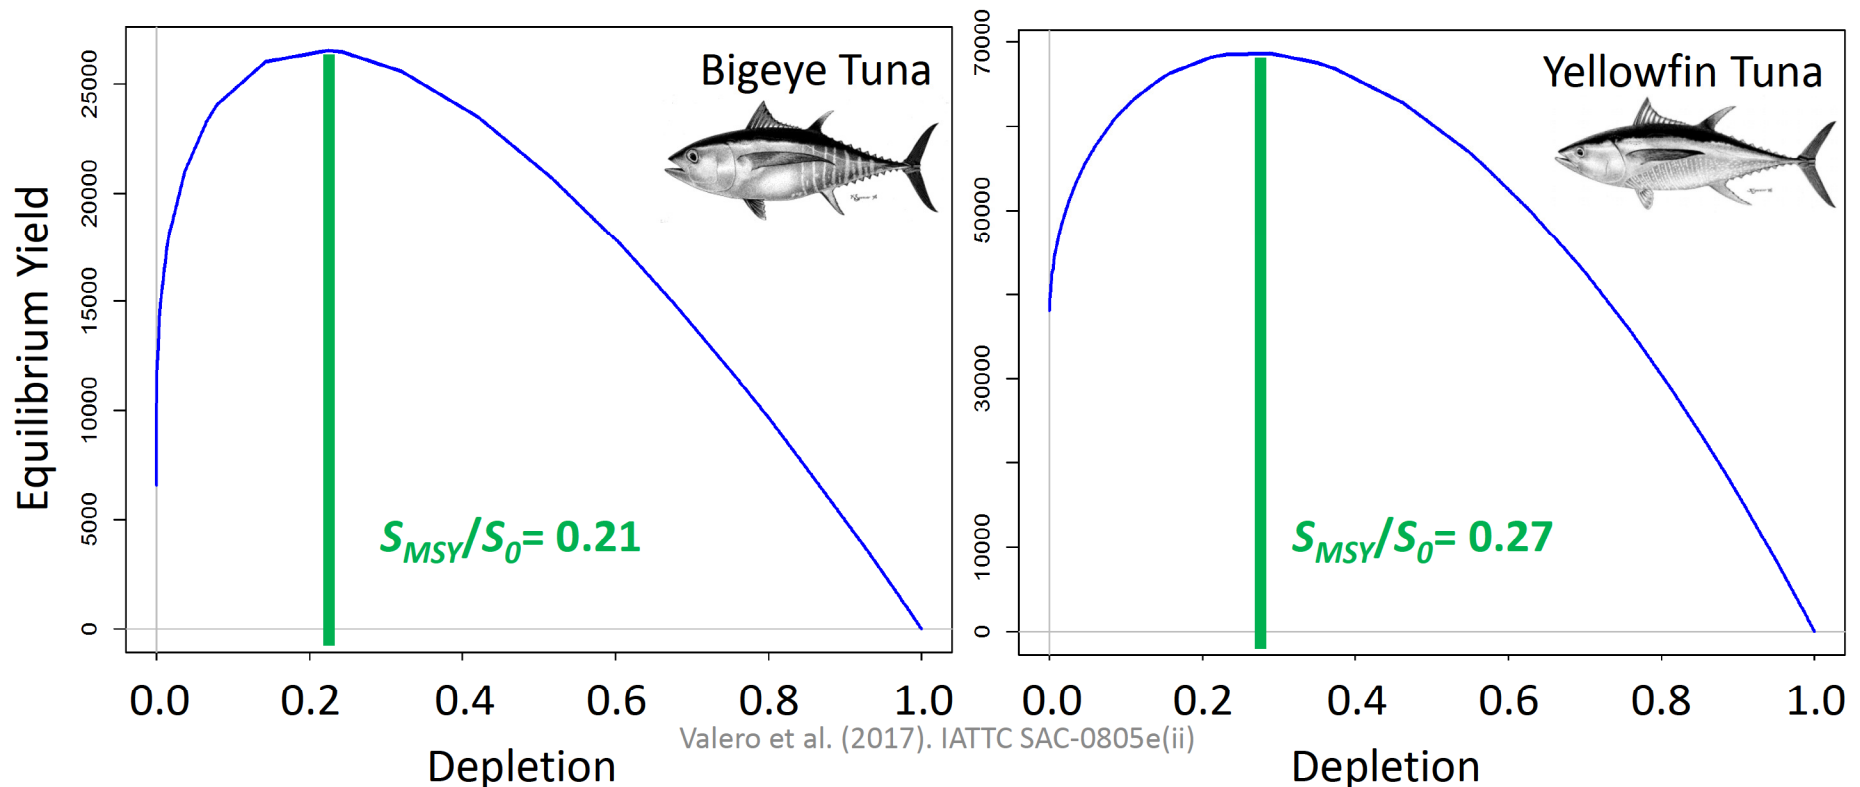 Bigeye Tuna
Equilibrium Yield
25000
20000
15000
10000
5000
0
S_MSY/S_0= 0.21
0.0 0.2 0.4 0.6 0.8 1.0
Depletion
Yellowfin Tuna
70000
50000
30000
10000
0
S_MSY/S_0= 0.27
0.0 0.2 0.4 0.6 0.8 1.0
Depletion
Valero et al. (2017). IATTC SAC-0805e(ii)